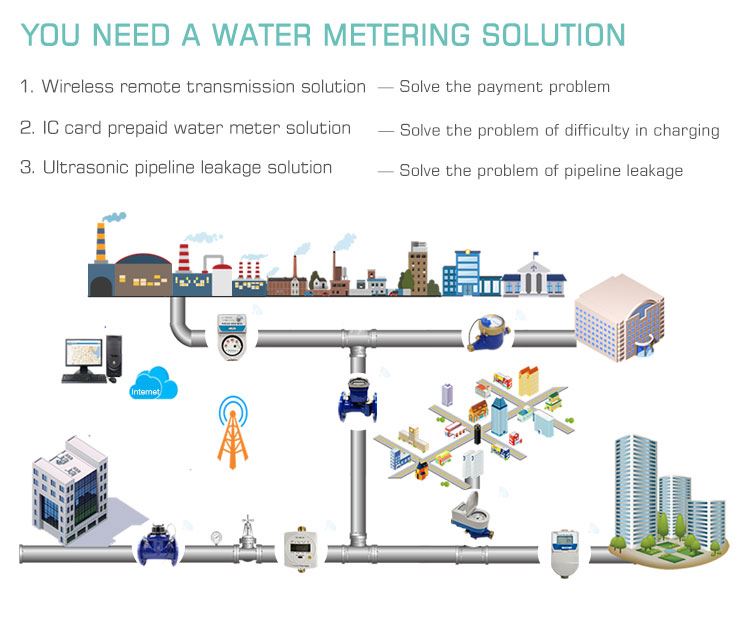 YOU NEED A WATER METERING SOLUTION
1. Wireless remote transmission solution — Solve the payment problem
2. IC card prepaid water meter solution — Solve the problem of difficulty in charging
3. Ultrasonic pipeline leakage solution — Solve the problem of pipeline leakage
Internet